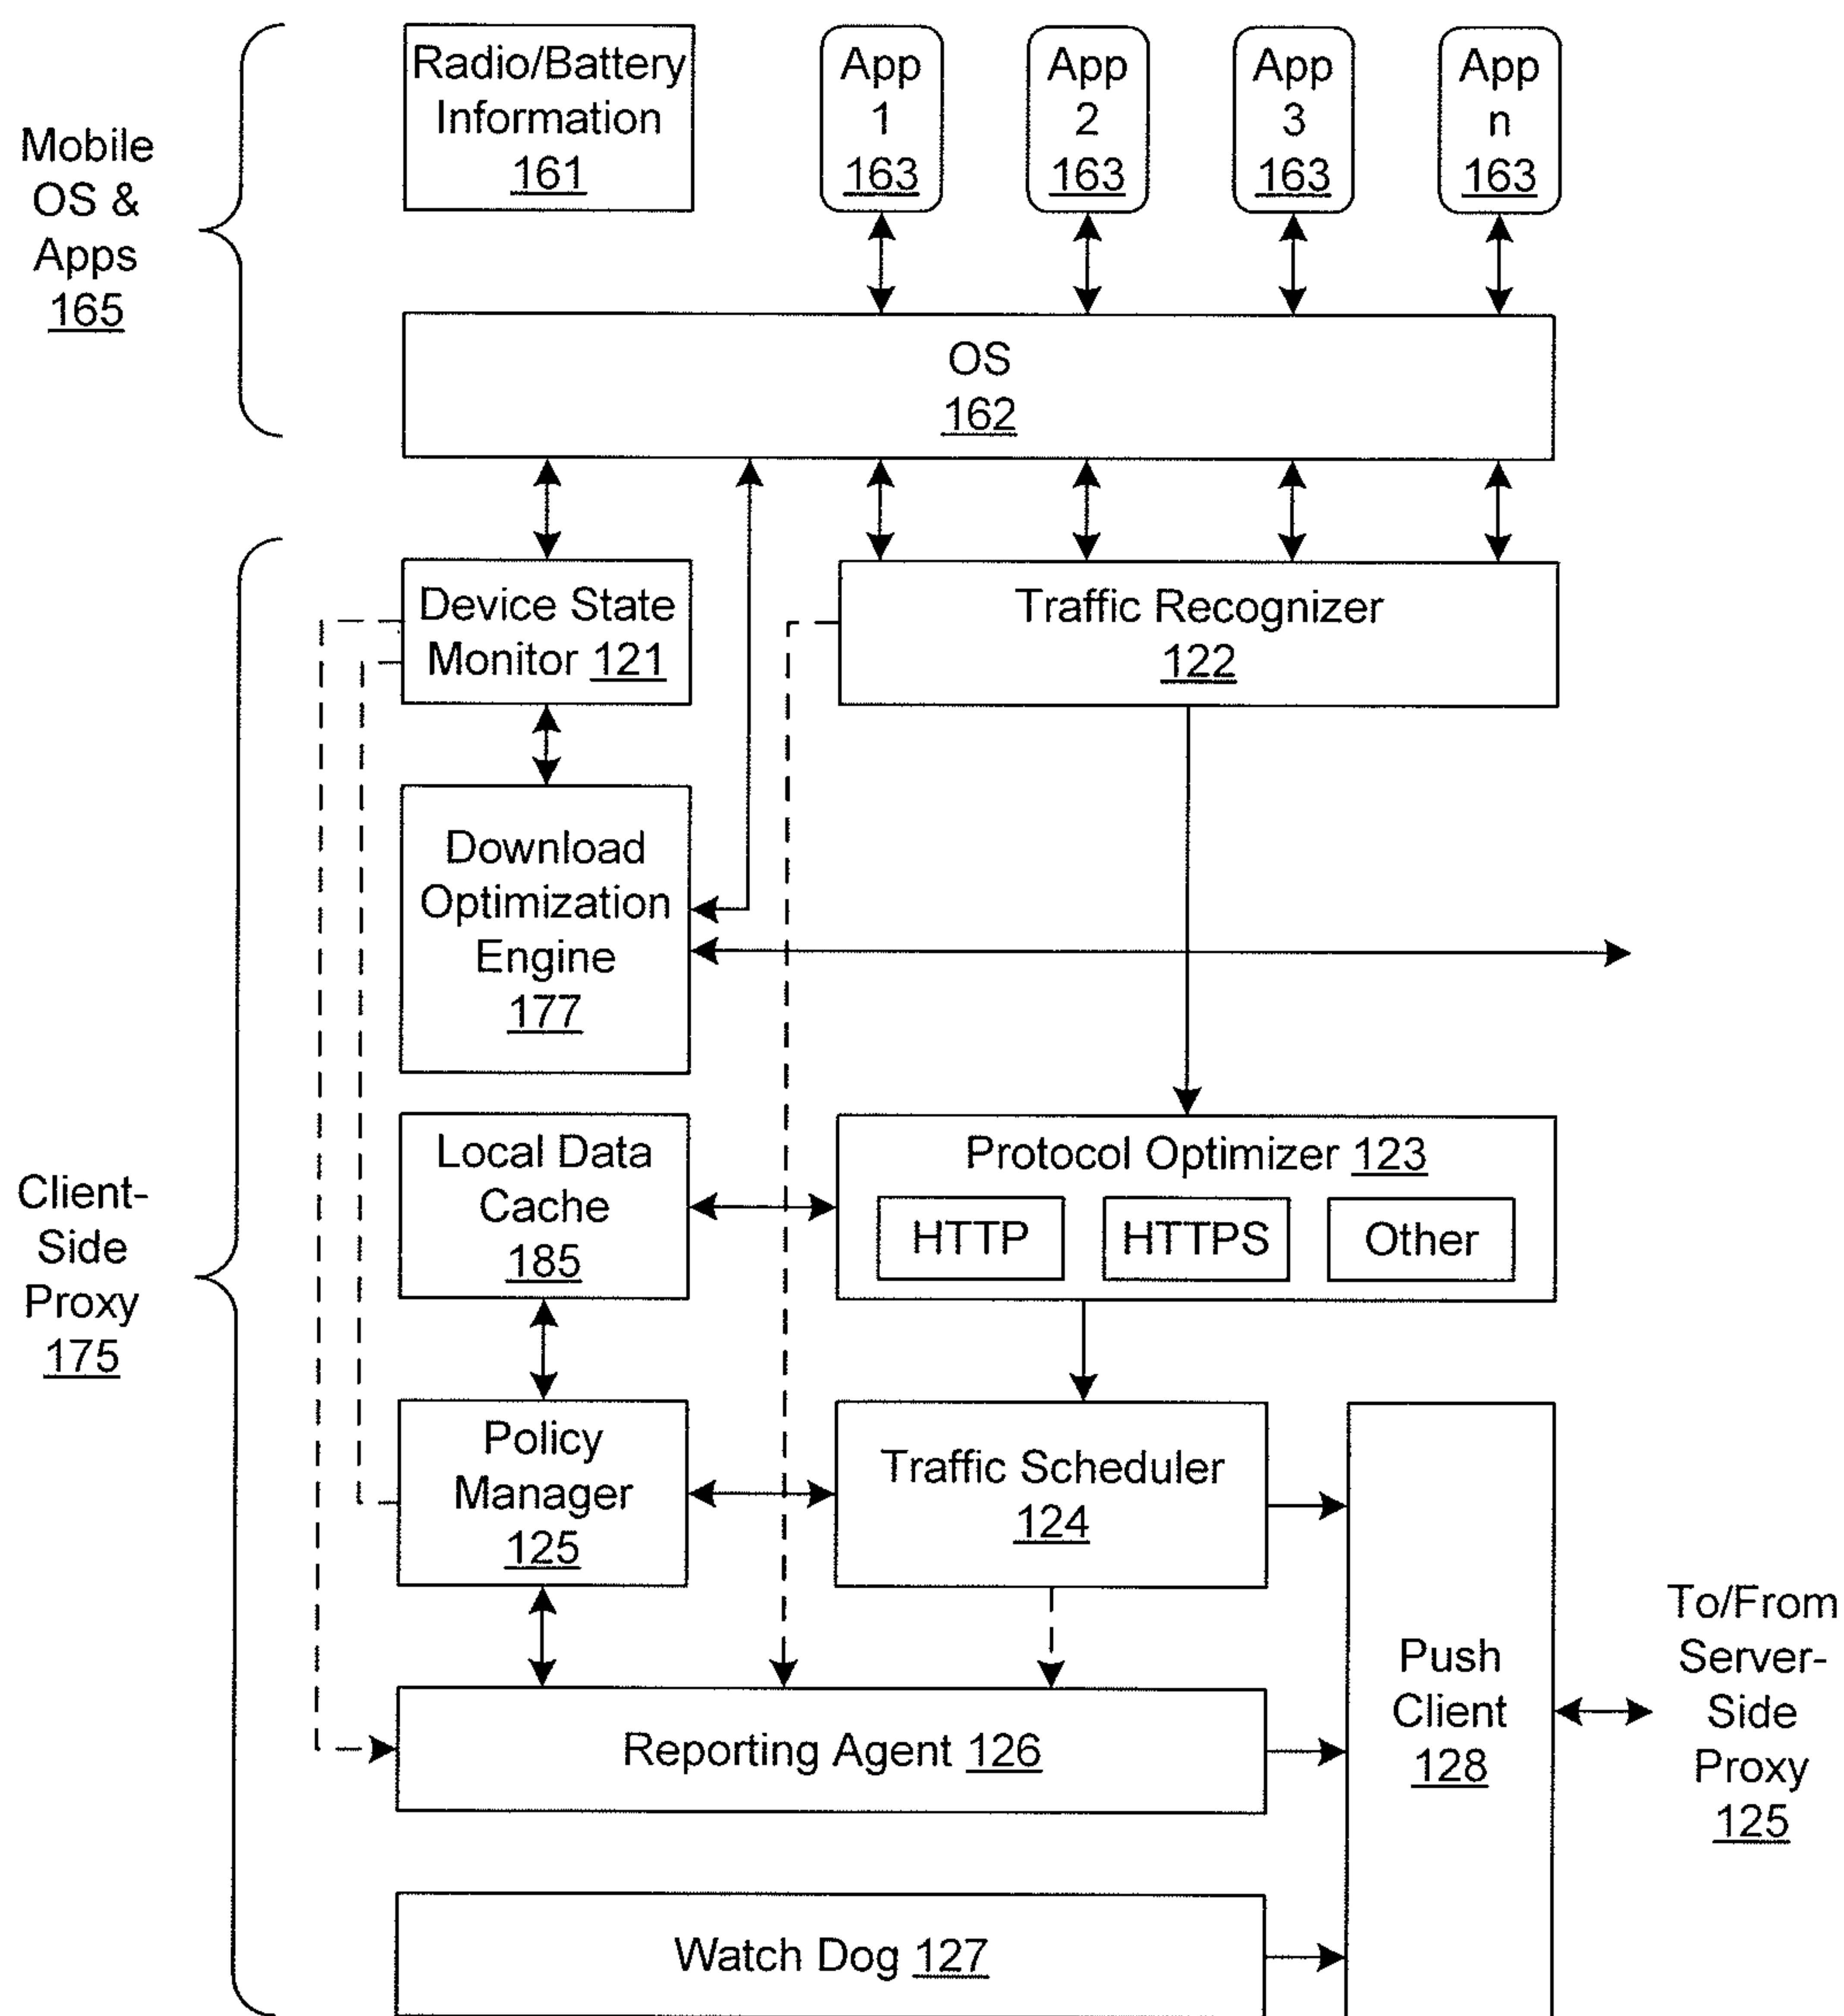 Mobile
OS &
Apps
165
Radio/Battery
Information
161
App
1
163
App
2
163
App
3
163
App
n
163
OS
162
Client-
Side
Proxy
175
Device State
Monitor 121
Traffic Recognizer
122
Download
Optimization
Engine
177
Local Data
Cache
185
Protocol Optimizer 123
HTTP
HTTPS
Other
Policy
Manager
125
Traffic Scheduler
124
Push
Client
128
To/From
Server-
Side
Proxy
125
Reporting Agent 126
Watch Dog 127